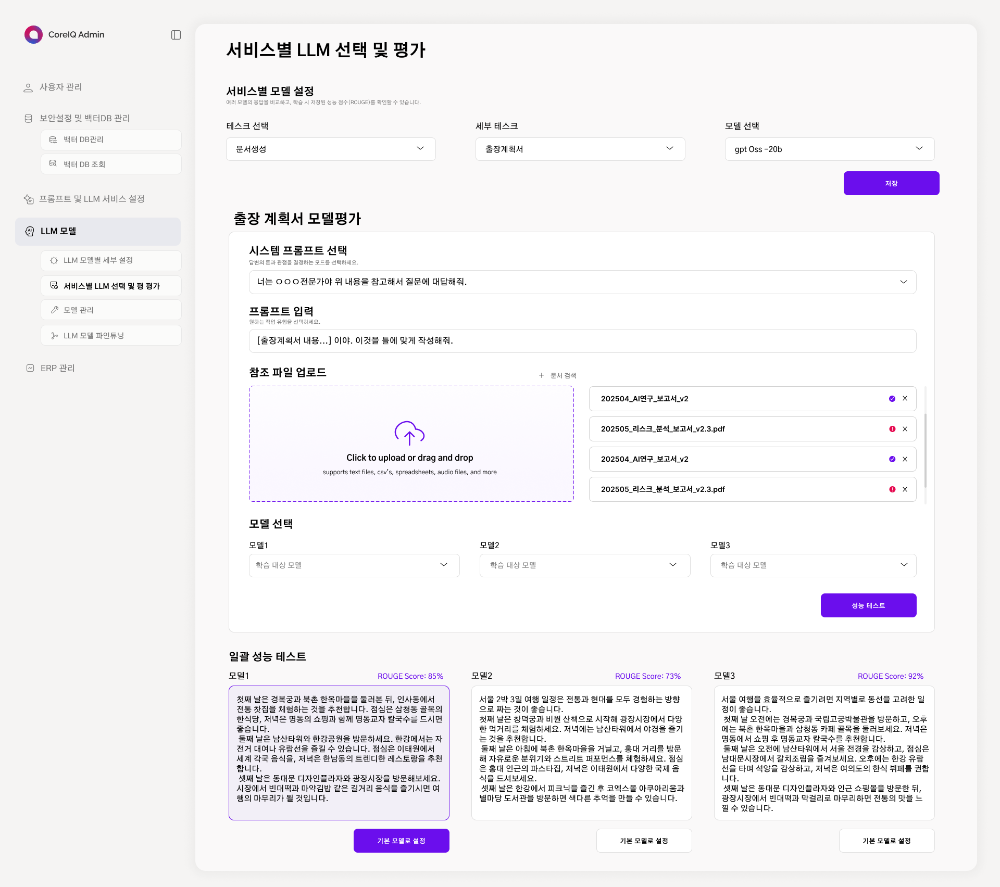 CoreIQ Admin
사용자 관리
보안설정 및 백터DB 관리
백터 DB관리
백터 DB 조회
프롬프트 및 LLM 서비스 설정
LLM 모델
LLM 모델별 세부 설정
서비스별 LLM 선택 및 평 평가
모델 관리
LLM 모델 파인튜닝
ERP 관리
서비스별 LLM 선택 및 평가
서비스별 모델 설정
여러 모델의 응답을 비교하고, 학습 시 저장된 성능 점수(ROUGE)를 확인할 수 있습니다.
테스크 선택
문서생성
세부 테스크
출장계획서
모델 선택
gpt Oss -20b
저장
출장 계획서 모델평가
시스템 프롬프트 선택
답변의 톤과 관점을 결정하는 모드를 선택하세요.
너는 ㅇㅇㅇ전문가야 위 내용을 참고해서 질문에 대답해줘.
프롬프트 입력
원하는 작업 유형을 선택하세요.
[출장계획서 내용...] 이야. 이것을 틀에 맞게 작성해줘.
참조 파일 업로드
+ 문서 검색
Click to upload or drag and drop
supports text files, csv's, spreadsheets, audio files, and more
202504_AI연구_보고서_v2
202505_리스크_분석_보고서_v2.3.pdf
202504_AI연구_보고서_v2
202505_리스크_분석_보고서_v2.3.pdf
모델 선택
모델1
학습 대상 모델
모델2
학습 대상 모델
모델3
학습 대상 모델
성능 테스트
일괄 성능 테스트
모델1
ROUGE Score: 85%
첫째 날은 경복궁과 북촌 한옥마을을 둘러본 뒤, 인사동에서
전통 찻집을 체험하는 것을 추천합니다. 점심은 삼청동 골목의
한식당, 저녁은 명동의 쇼핑과 함께 명동교자 칼국수를 드시면
좋습니다.
둘째 날은 남산타워와 한강공원을 방문하세요. 한강에서는 자
전거 대여나 유람선을 즐길 수 있습니다. 점심은 이태원에서
세계 각국 음식을, 저녁은 한남동의 트렌디한 레스토랑을 추천
합니다.
셋째 날은 동대문 디자인플라자와 광장시장을 방문해보세요.
시장에서 빈대떡과 마약김밥 같은 길거리 음식을 즐기시면 여
행의 마무리가 될 것입니다.
기본 모델로 설정
모델2
ROUGE Score: 73%
서울 2박 3일 여행 일정은 전통과 현대를 모두 경험하는 방향
으로 짜는 것이 좋습니다.
첫째 날은 창덕궁과 비원 산책으로 시작해 광장시장에서 다양
한 먹거리를 체험하세요. 저녁에는 남산타워에서 야경을 즐기
는 것을 추천합니다.
둘째 날은 아침에 북촌 한옥마을을 거닐고, 홍대 거리를 방문
해 자유로운 분위기와 스트리트 퍼포먼스를 체험하세요. 점심
은 홍대 인근의 파스타집, 저녁은 이태원에서 다양한 국제 음
식을 드셔보세요.
셋째 날은 한강에서 피크닉을 즐긴 후 코엑스몰 아쿠아리움과
별마당 도서관을 방문하면 색다른 추억을 만들 수 있습니다.
기본 모델로 설정
모델3
ROUGE Score: 92%
서울 여행을 효율적으로 즐기려면 지역별로 동선을 고려한 일
정이 좋습니다.
첫째 날 오전에는 경복궁과 국립고궁박물관을 방문하고, 오후
에는 북촌 한옥마을과 삼청동 카페 골목을 둘러보세요. 저녁은
명동에서 쇼핑 후 명동교자 칼국수를 추천합니다.
둘째 날은 오전에 남산타워에서 서울 전경을 감상하고, 점심은
남대문시장에서 갈치조림을 즐겨보세요. 오후에는 한강 유람
선을 타며 석양을 감상하고, 저녁은 여의도의 한식 뷔페를 권합
니다.
셋째 날은 동대문 디자인플라자와 인근 쇼핑몰을 방문한 뒤,
광장시장에서 빈대떡과 막걸리로 마무리하면 전통의 맛을 느
낄 수 있습니다.
기본 모델로 설정